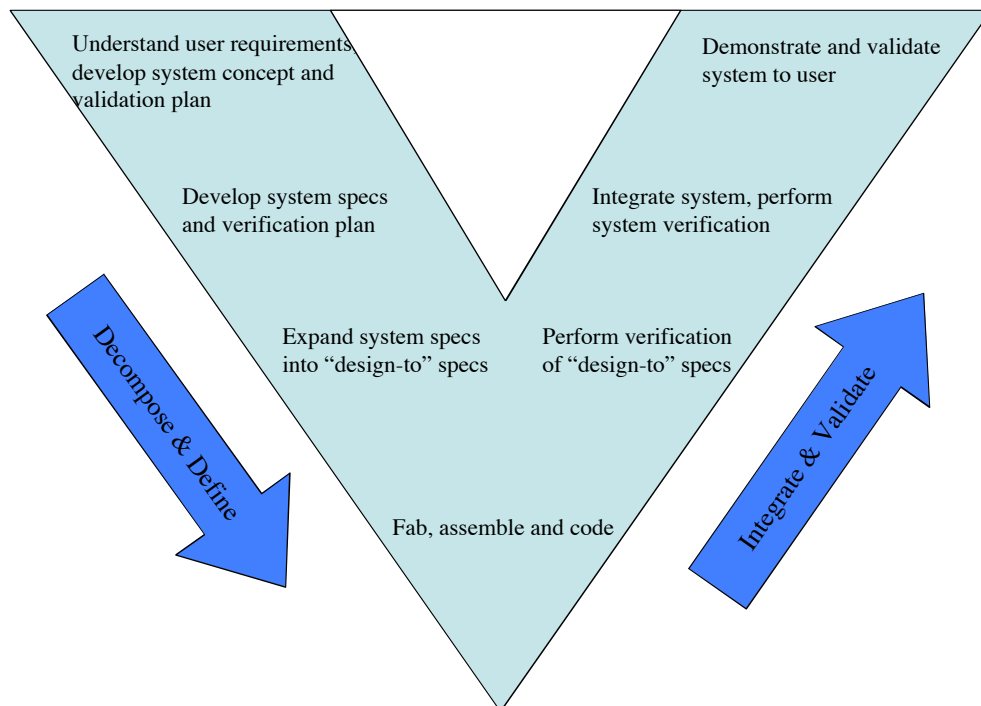 Understand user requirements,
develop system concept and
validation plan
Demonstrate and validate
system to user
Develop system specs
and verification plan
Integrate system, perform
system verification
Expand system specs
into “design-to” specs
Perform verification
of “design-to” specs
Decompose & Define
Integrate & Validate
Fab, assemble and code